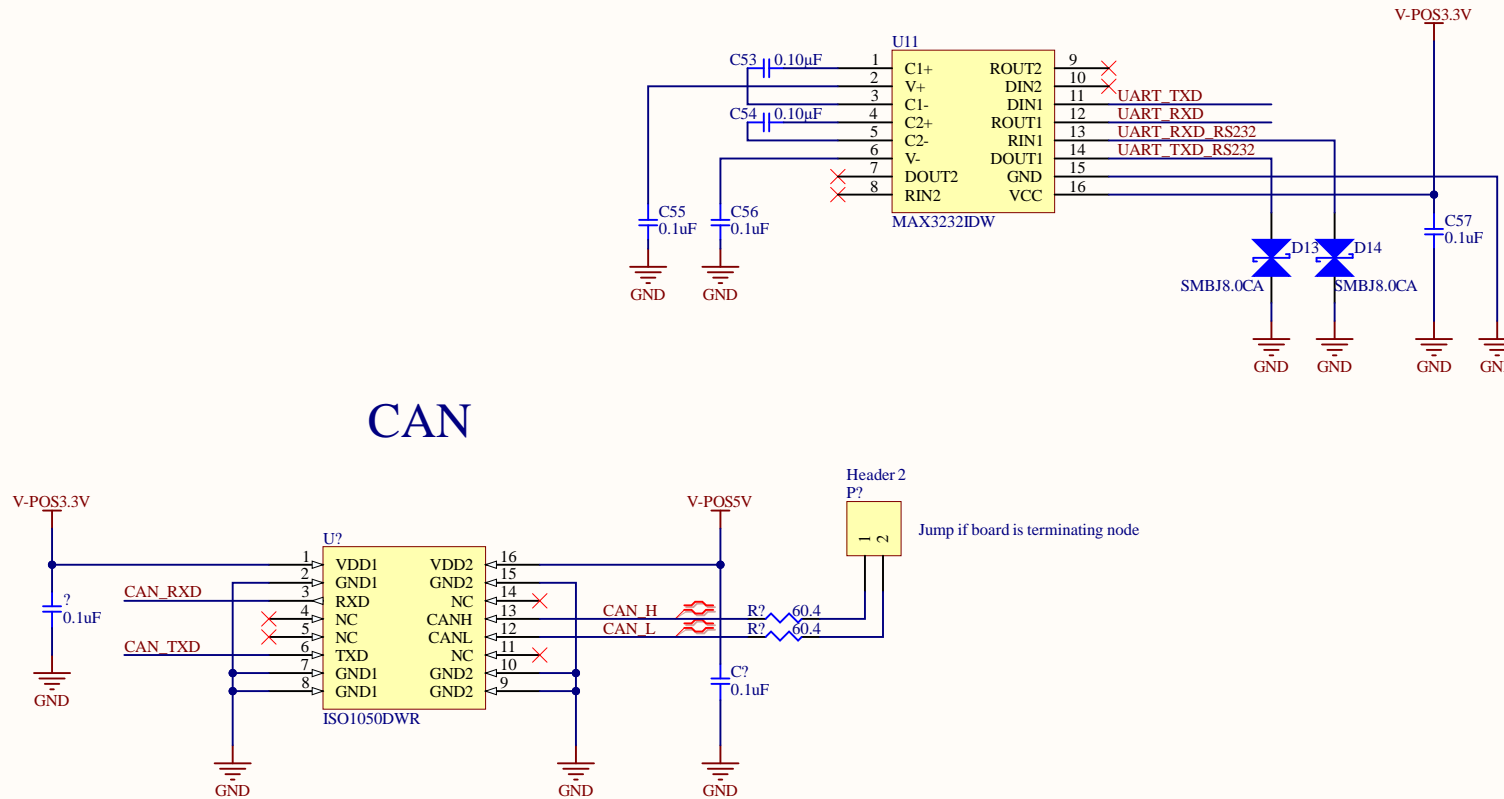 V-POS3.3V
U11
C53 0.10µF
C54 0.10µF
1 C1+ ROUT2 9
2 V+ DIN2 10
3 C1- DIN1 11 UART_TXD
4 C2+ ROUT1 12 UART_RXD
5 C2- RIN1 13 UART_RXD_RS232
6 V- DOUT1 14 UART_TXD_RS232
7 DOUT2 GND 15
8 RIN2 VCC 16
MAX3232IDW
C55
0.1uF
C56
0.1uF
C57
0.1uF
D13
D14
SMBJ8.0CA
SMBJ8.0CA
GND
GND
GND
GND
GND
GN
CAN
Header 2
P?
1 2
Jump if board is terminating node
V-POS3.3V
V-POS5V
U?
1 VDD1 VDD2 16
2 GND1 GND2 15
CAN_RXD 3 RXD NC 14
4 NC CANH 13 CAN_H R? 60.4
5 NC CANL 12 CAN_L R? 60.4
CAN_TXD 6 TXD NC 11
7 GND1 GND2 10
8 GND1 GND2 9
ISO1050DWR
?
0.1uF
C?
0.1uF
GND
GND
GND
GND